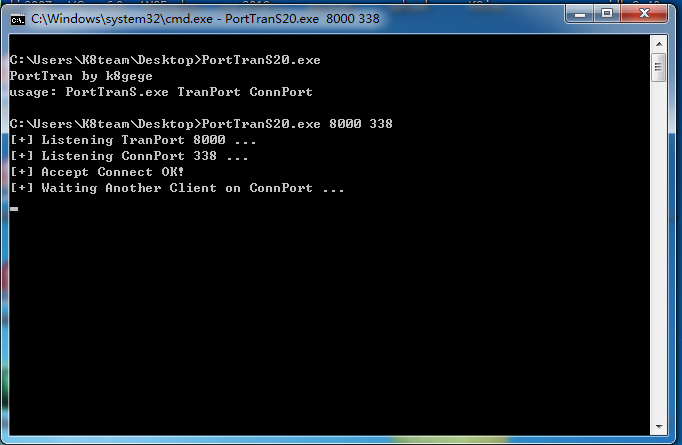 C:\Windows\system32\cmd.exe - PortTranS20.exe 8000 338
C:\Users\K8team\Desktop>PortTranS20.exe
PortTran by k8gege
usage: PortTranS.exe TranPort ConnPort
C:\Users\K8team\Desktop>PortTranS20.exe 8000 338
[+] Listening TranPort 8000 ...
[+] Listening ConnPort 338 ...
[+] Accept Connect OK!
[+] Waiting Another Client on ConnPort ...